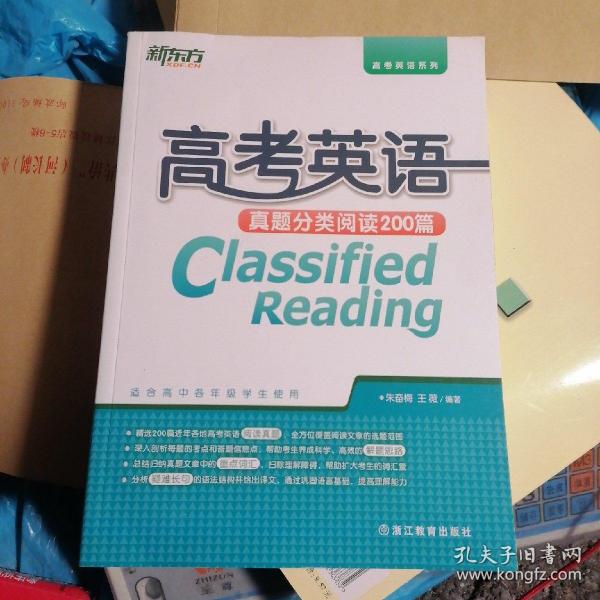 新东方
XDF.CN
高考英语系列
高考英语
真题分类阅读200篇
Classified
Reading
适合高中各年级学生使用
•朱奋梅 王薇/编著
•精选200篇近年各地高考英语阅读真题，全方位覆盖阅读文章的选题范围
•深入剖析每题的考点和答题信息点，帮助考生养成科学、高效的解题思路
•总结归纳真题文章中的重点词汇，扫除理解障碍，帮助扩大考生的词汇量
•分析疑难长句的语法结构并给出译文，通过巩固语言基础，提高理解能力
浙江教育出版社
ZHIZUN
至尊
孔夫子旧书网
www.kongfz.com